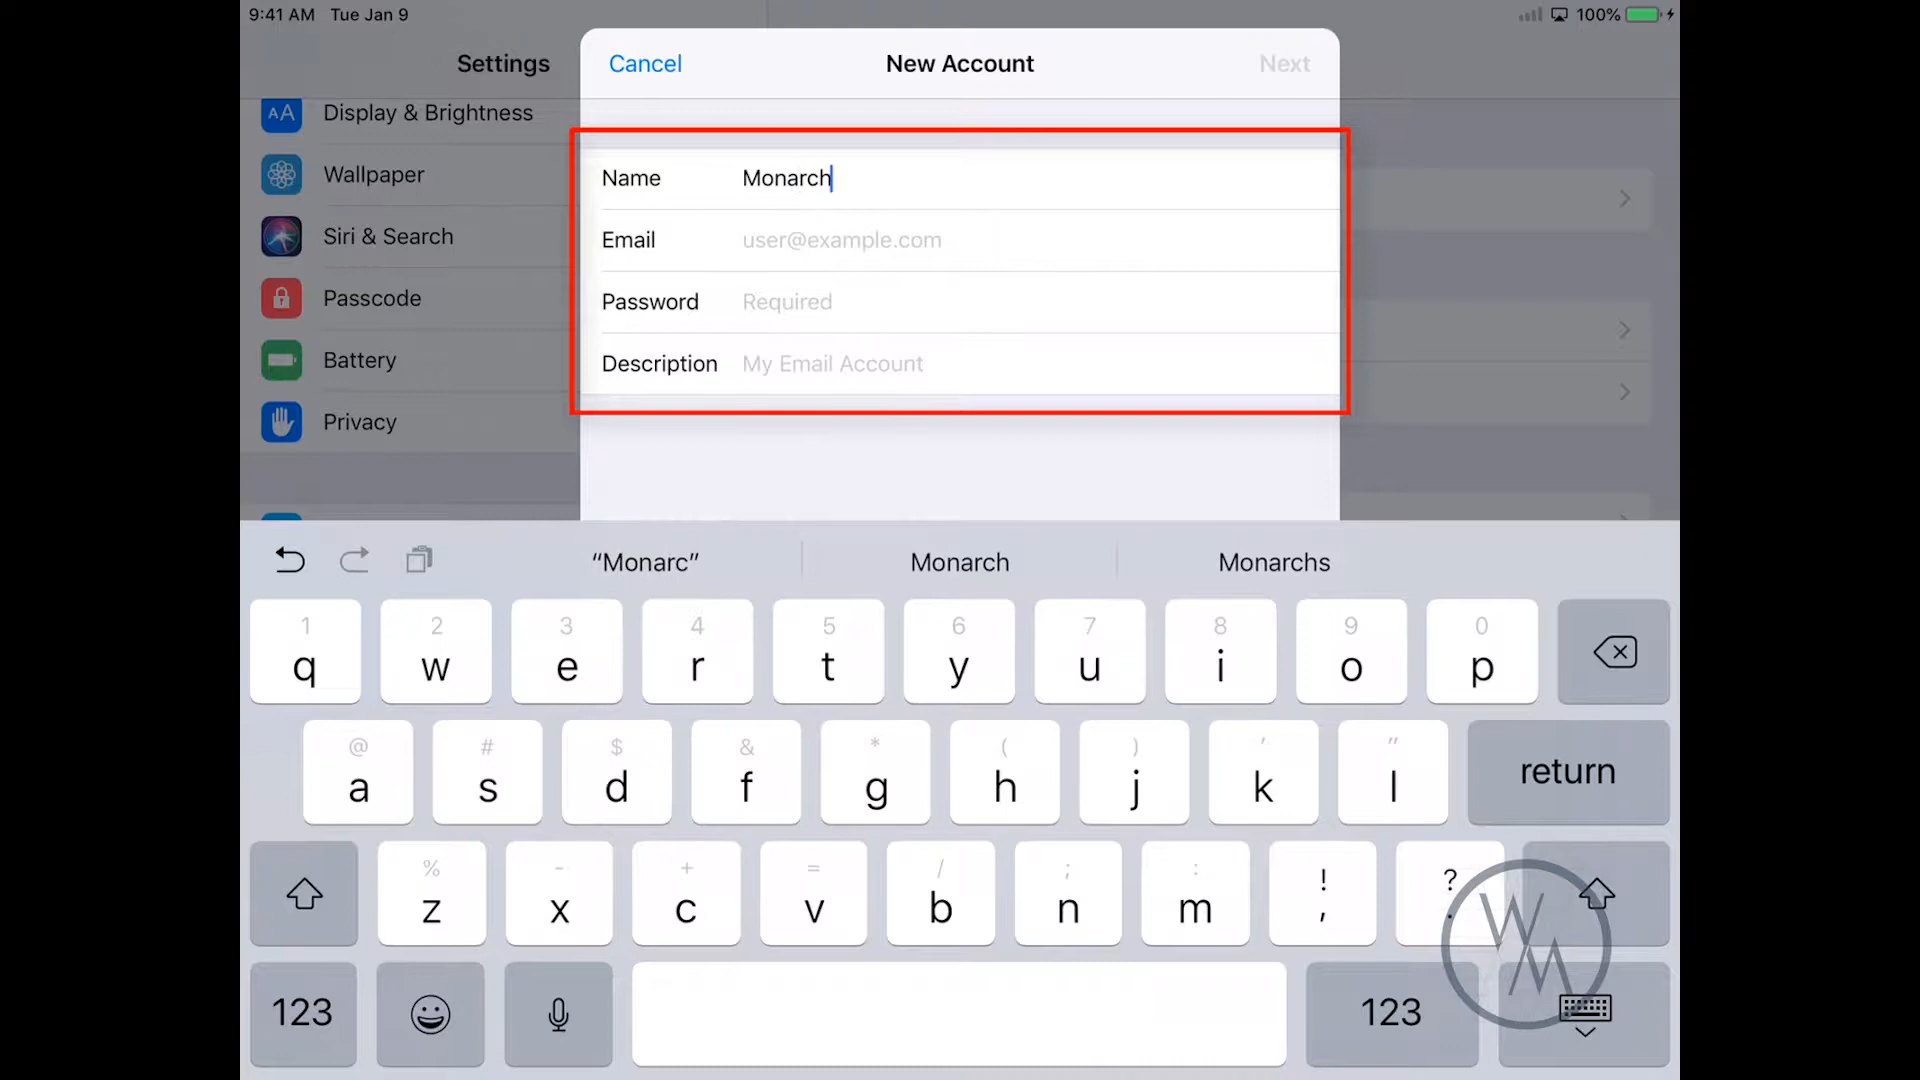 9:41 AM Tue Jan 9
100%
Settings
Cancel
New Account
Next
Display & Brightness
Wallpaper
Siri & Search
Passcode
Battery
Privacy
Name Monarch
Email user@example.com
Password Required
Description My Email Account
“Monarc” Monarch Monarchs
1 2 3 4 5 6 7 8 9 0
q w e r t y u i o p
@ # $ & * ( ) ' "
a s d f g h j k l return
% - + = / ; : ! ?
z x c v b n m , .
123 123
WM